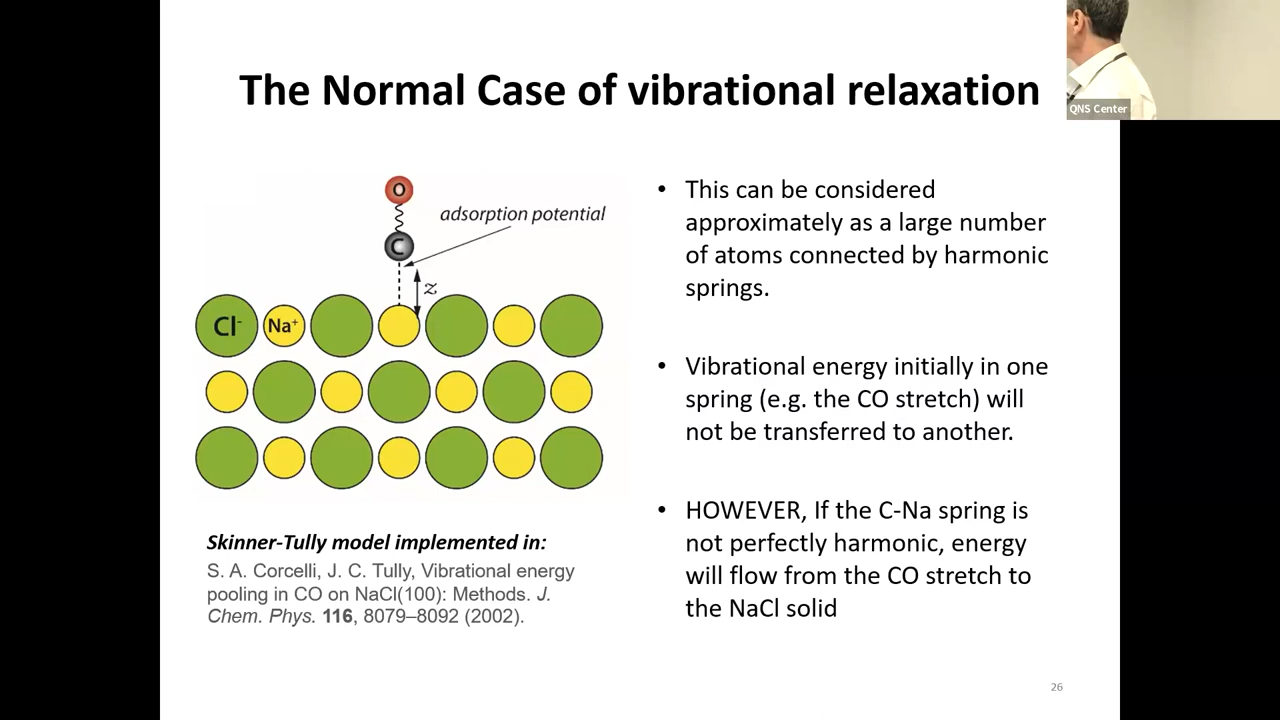 The Normal Case of vibrational relaxation
QNS Center
O
adsorption potential
C
z
Cl-
Na+
Skinner-Tully model implemented in:
S. A. Corcelli, J. C. Tully, Vibrational energy
pooling in CO on NaCl(100): Methods. J.
Chem. Phys. 116, 8079–8092 (2002).
• This can be considered
approximately as a large number
of atoms connected by harmonic
springs.
• Vibrational energy initially in one
spring (e.g. the CO stretch) will
not be transferred to another.
• HOWEVER, If the C-Na spring is
not perfectly harmonic, energy
will flow from the CO stretch to
the NaCl solid
26